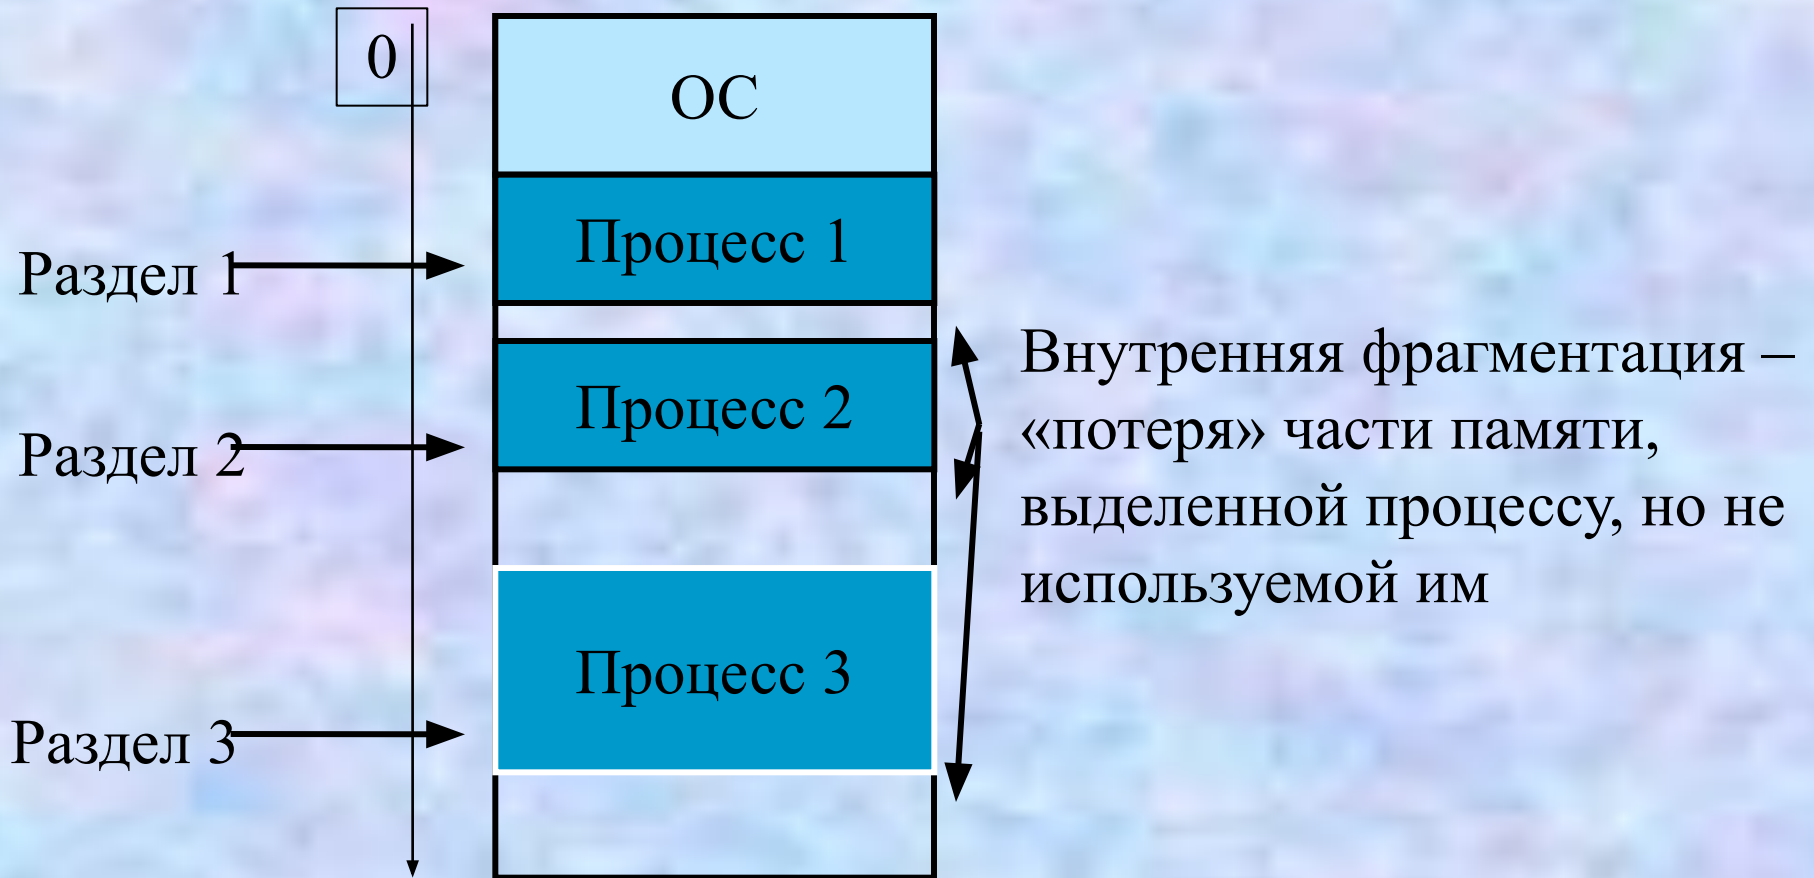 0
ОС
Процесс 1
Раздел 1
Процесс 2
Раздел 2
Внутренняя фрагментация –
«потеря» части памяти,
выделенной процессу, но не
используемой им
Процесс 3
Раздел 3